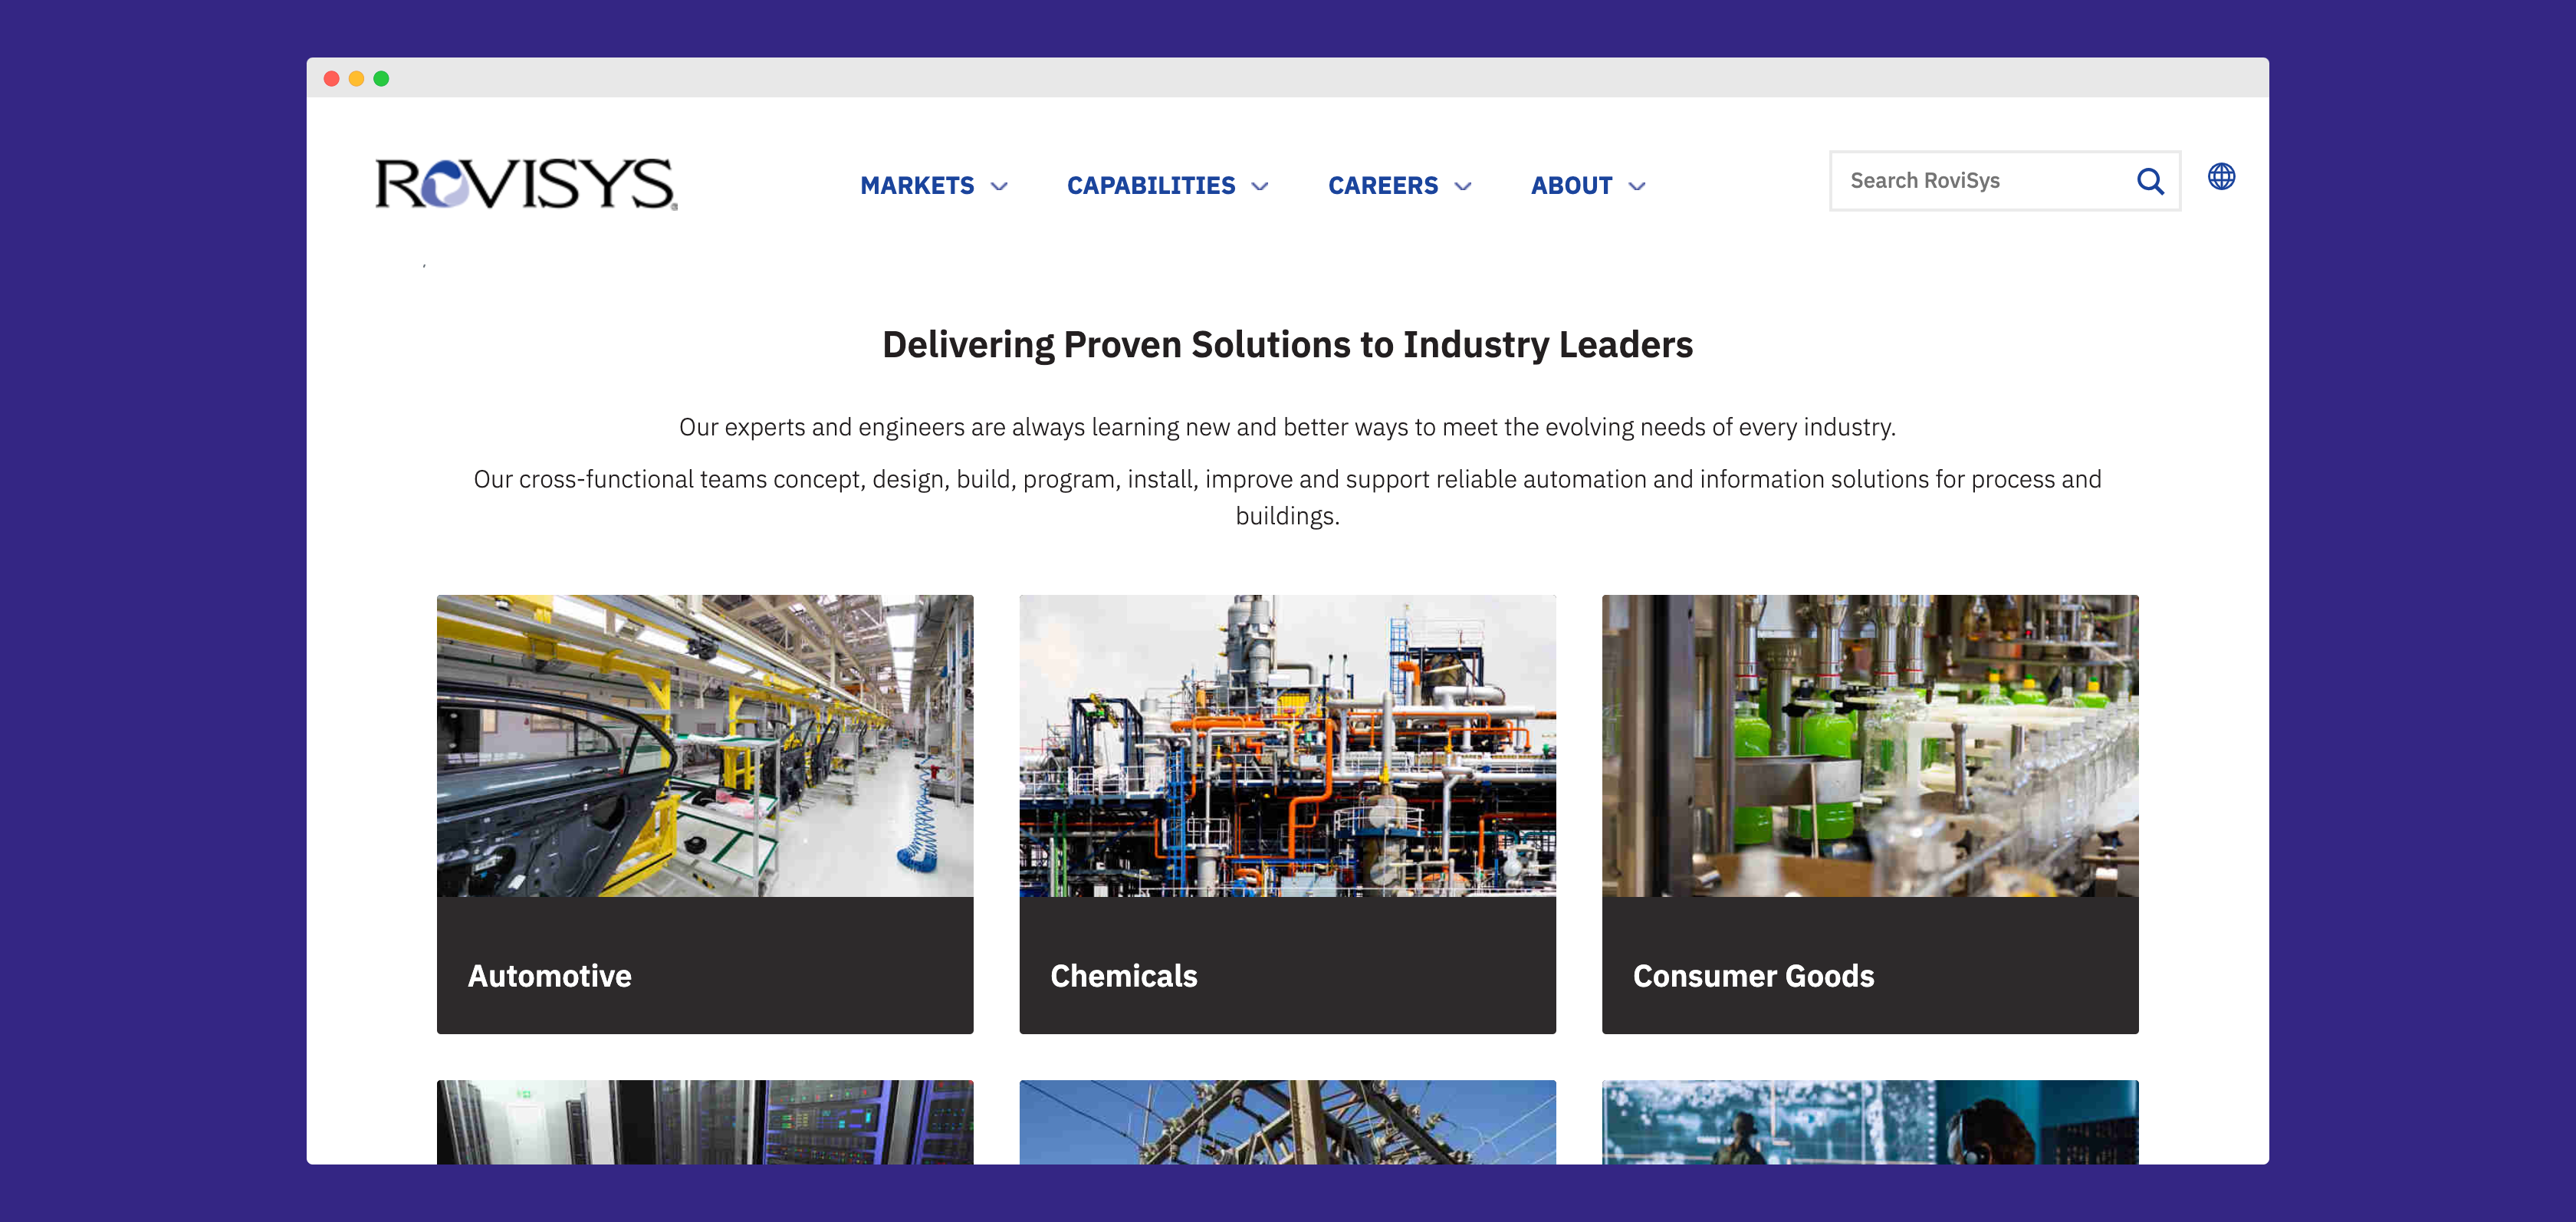 ROVISYS®
MARKETS
CAPABILITIES
CAREERS
ABOUT
Search RoviSys
Delivering Proven Solutions to Industry Leaders
Our experts and engineers are always learning new and better ways to meet the evolving needs of every industry.
Our cross-functional teams concept, design, build, program, install, improve and support reliable automation and information solutions for process and
buildings.
Automotive
Chemicals
Consumer Goods